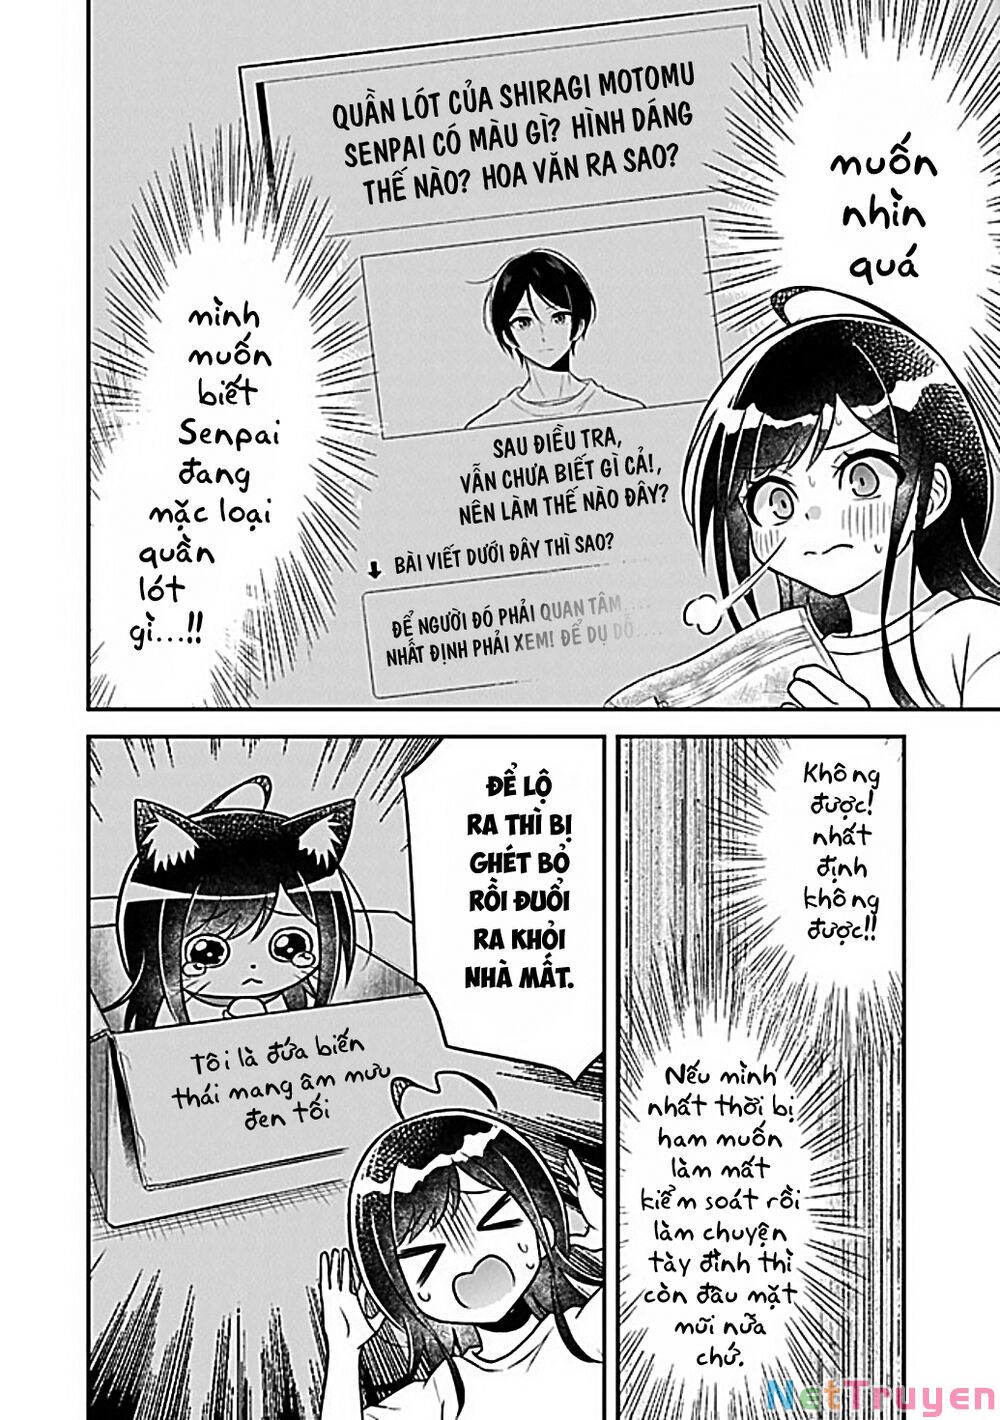 muốn
nhìn
quá
QUẦN LÓT CỦA SHIRAGI MOTOMU
SENPAI CÓ MÀU GÌ? HÌNH DÁNG
THẾ NÀO? HOA VĂN RA SAO?
SAU ĐIỀU TRA,
VẪN CHƯA BIẾT GÌ CẢ!,
NÊN LÀM THẾ NÀO ĐÂY?
BÀI VIẾT DƯỚI ĐÂY THÌ SAO?
ĐỂ NGƯỜI ĐÓ PHẢI QUAN TÂM....
NHẤT ĐỊNH PHẢI XEM! ĐỂ DỤ DỖ....
mình
muốn
biết
Senpai
đang
mặc loại
quần
lót
gì...!!
Không
được!
nhất
định
không
được!!
Nếu mình
nhất thời bị
ham muốn
làm mất
kiểm soát rồi
làm chuyện
tày đình thì
còn đâu mặt
mũi nữa
chứ.
ĐỂ LỘ
RA THÌ BỊ
GHÉT BỎ
RỒI ĐUỔI
RA KHỎI
NHÀ MẤT.
Tôi là đứa biến
thái mang âm mưu
đen tối
NetTruyen